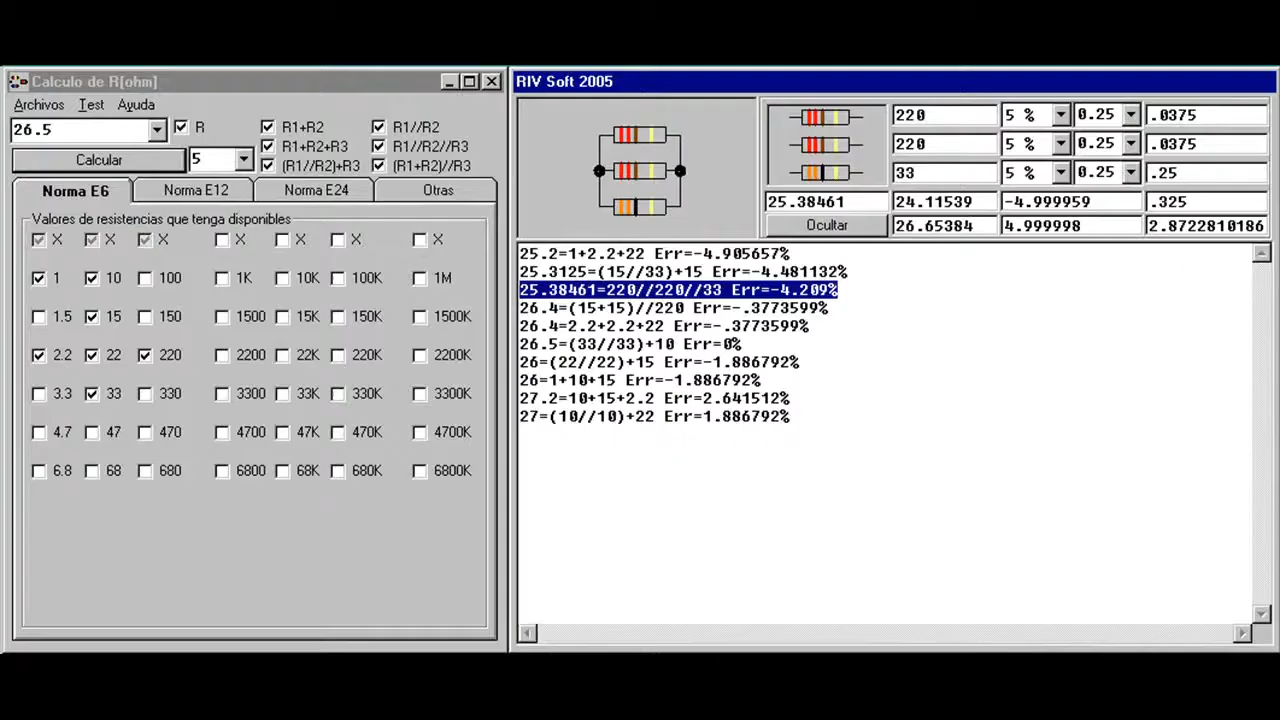 Calculo de R[ohm]
Archivos Test Ayuda
26.5 R R1+R2 R1//R2
R1+R2+R3 R1//R2//R3
Calcular 5 (R1//R2)+R3 (R1+R2)//R3
Norma E6 Norma E12 Norma E24 Otras
Valores de resistencias que tenga disponibles
X X X X X X X
1 10 100 1K 10K 100K 1M
1.5 15 150 1500 15K 150K 1500K
2.2 22 220 2200 22K 220K 2200K
3.3 33 330 3300 33K 330K 3300K
4.7 47 470 4700 47K 470K 4700K
6.8 68 680 6800 68K 680K 6800K
RIV Soft 2005
220 5 % 0.25 .0375
220 5 % 0.25 .0375
33 5 % 0.25 .25
25.38461 24.11539 -4.999959 .325
Ocultar 26.65384 4.999998 2.8722810186
25.2=1+2.2+22 Err=-4.905657%
25.3125=(15//33)+15 Err=-4.481132%
25.38461=220//220//33 Err=-4.209%
26.4=(15+15)//220 Err=-.3773599%
26.4=2.2+2.2+22 Err=-.3773599%
26.5=(33//33)+10 Err=0%
26=(22//22)+15 Err=-1.886792%
26=1+10+15 Err=-1.886792%
27.2=10+15+2.2 Err=2.641512%
27=(10//10)+22 Err=1.886792%